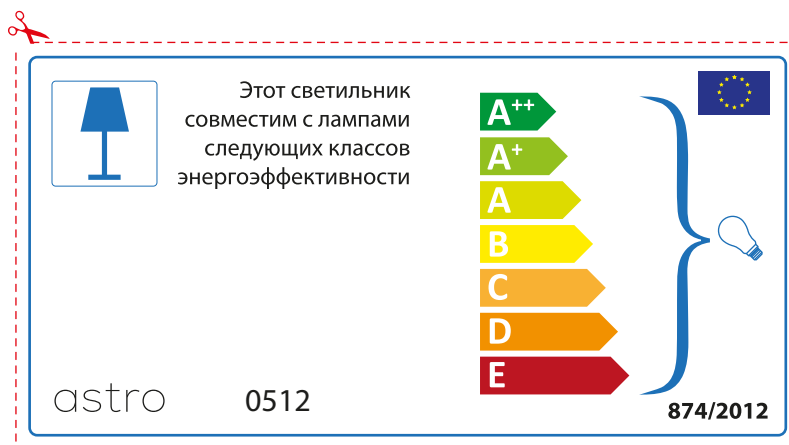 Этот светильник
совместим с лампами
следующих классов
энергоэффективности
A++
A+
A
B
C
D
E
astro 0512
874/2012